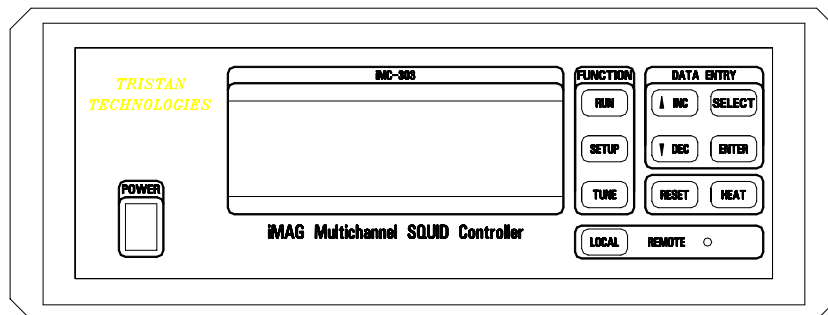 TRISTAN
TECHNOLOGIES
iMC-303
FUNCTION
DATA ENTRY
RUN
INC
SELECT
SETUP
DEC
ENTER
TUNE
RESET
HEAT
POWER
iMAG Multichannel SQUID Controller
LOCAL
REMOTE